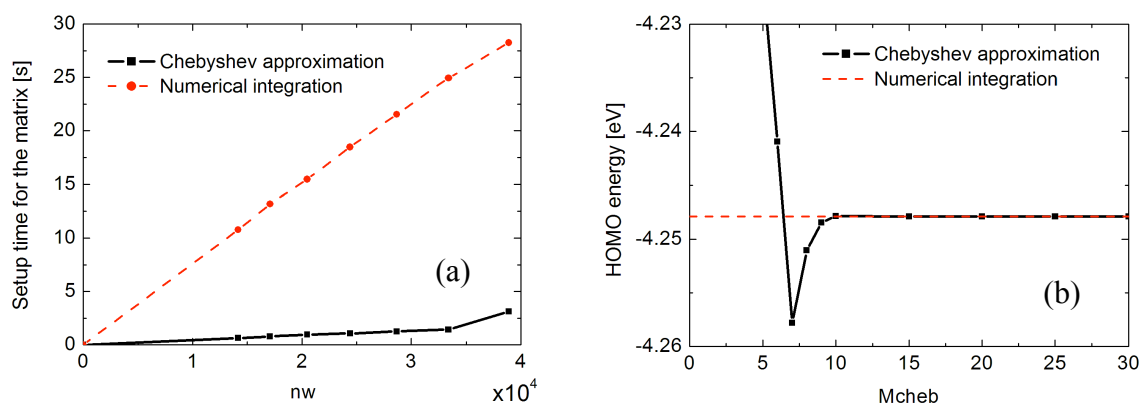 Setup time for the matrix [s]
30
25
20
15
10
5
0
Chebyshev approximation
Numerical integration
(a)
0 1 2 3 4
nw
×10⁴
HOMO energy [eV]
-4.23
-4.24
-4.25
-4.26
Chebyshev approximation
Numerical integration
(b)
0 5 10 15 20 25 30
Mcheb